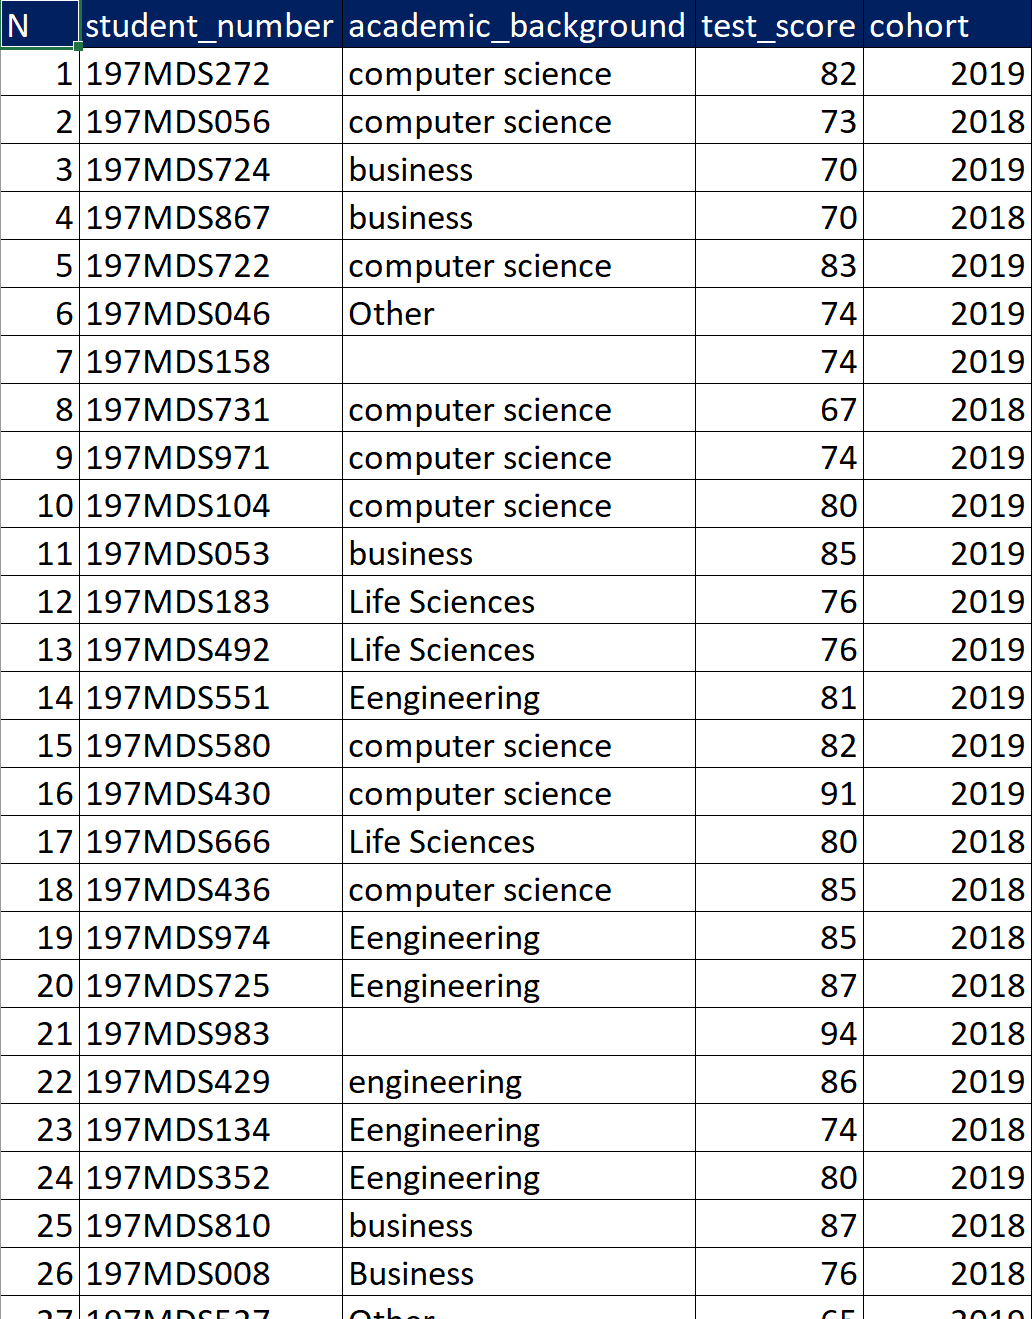 N student_number academic_background test_score cohort
1 197MDS272 computer science 82 2019
2 197MDS056 computer science 73 2018
3 197MDS724 business 70 2019
4 197MDS867 business 70 2018
5 197MDS722 computer science 83 2019
6 197MDS046 Other 74 2019
7 197MDS158 74 2019
8 197MDS731 computer science 67 2018
9 197MDS971 computer science 74 2019
10 197MDS104 computer science 80 2019
11 197MDS053 business 85 2019
12 197MDS183 Life Sciences 76 2019
13 197MDS492 Life Sciences 76 2019
14 197MDS551 Eengineering 81 2019
15 197MDS580 computer science 82 2019
16 197MDS430 computer science 91 2019
17 197MDS666 Life Sciences 80 2018
18 197MDS436 computer science 85 2018
19 197MDS974 Eengineering 85 2018
20 197MDS725 Eengineering 87 2018
21 197MDS983 94 2018
22 197MDS429 engineering 86 2019
23 197MDS134 Eengineering 74 2018
24 197MDS352 Eengineering 80 2019
25 197MDS810 business 87 2018
26 197MDS008 Business 76 2018
27 Other 2019